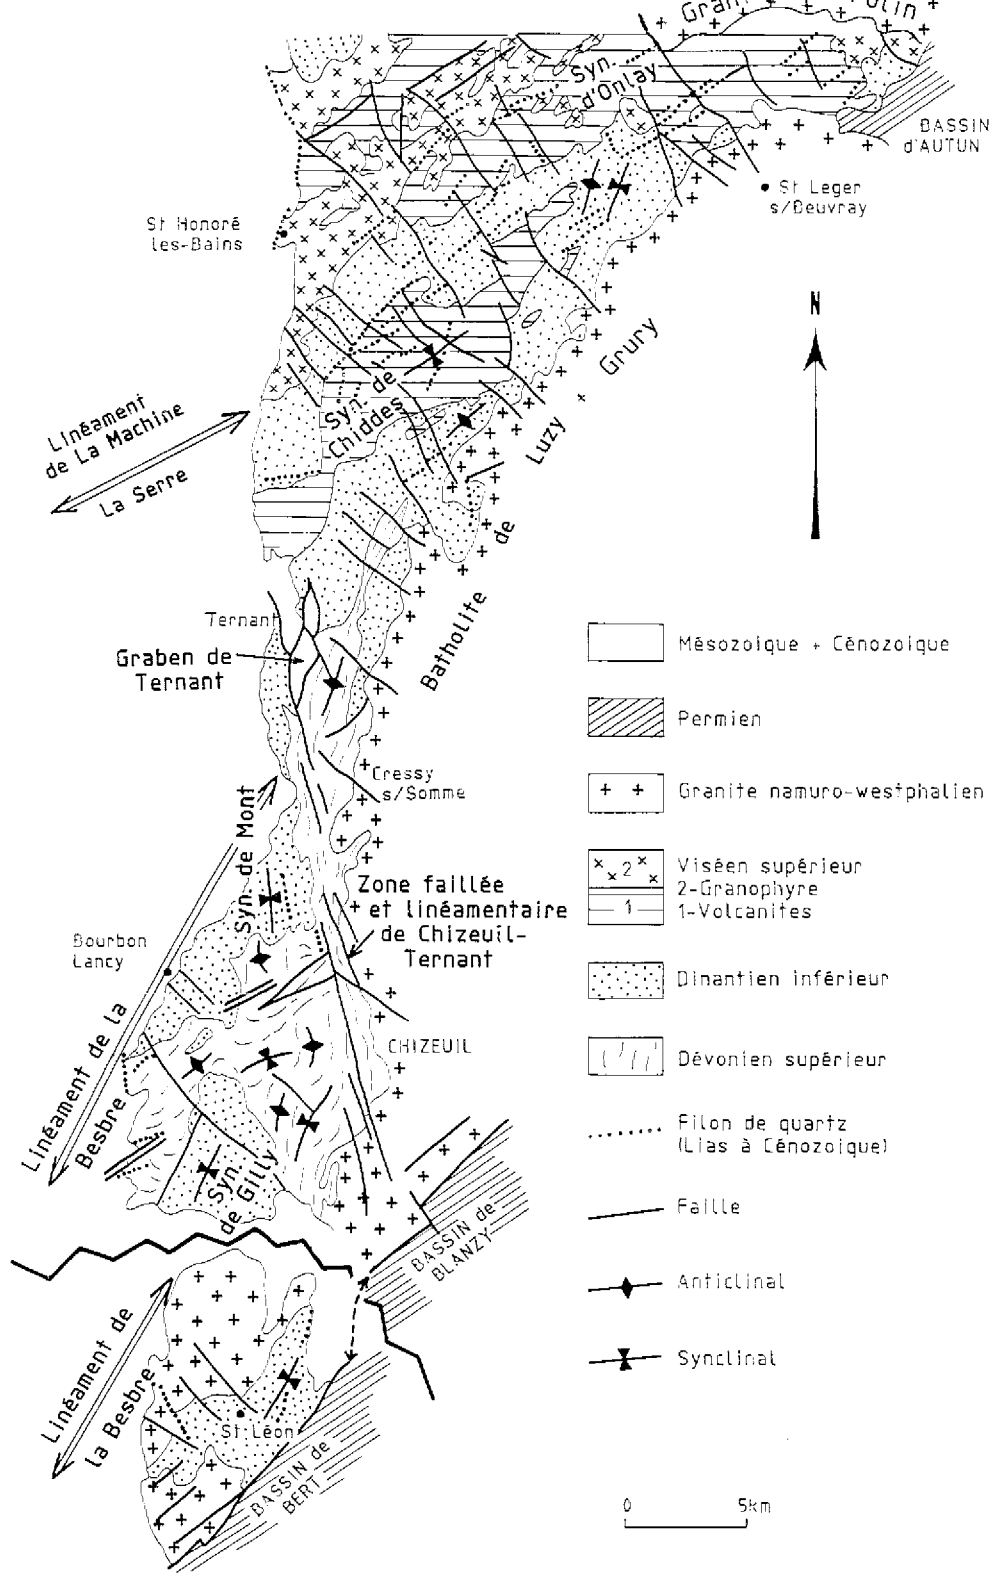 Syn.
d'Onlay
BASSIN
d'AUTUN
St Leger
s/Beuvray
St Honoré
les-Bains
N
Grury
Luzy
de
Batholite
Syn. de
Chiddes
Linéament
de La Machine
La Serre
Ternant
Graben de
Ternant
Cressy
s/Somme
Syn. de Mont
Zone faillée
et linéamentaire
de Chizeuil-
Ternant
Bourbon
Lancy
CHIZEUIL
Linéament de la
Besbre
Syn.
de Gilly
BASSIN de
BLANZY
Linéament de
la Besbre
St Léon
BASSIN de
BERT
Mésozoique + Cénozoique
Permien
Granite namuro-westphalien
2
1
Viséen supérieur
2-Granophyre
1-Volcanites
Dinantien inférieur
Dévonien supérieur
Filon de quartz
(Lias à Cénozoique)
Faille
Anticlinal
Synclinal
0 5km